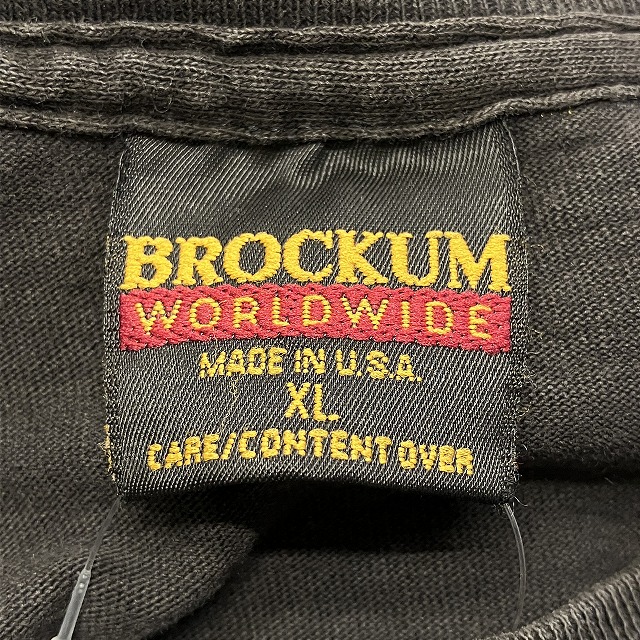 BROCKUM
WORLDWIDE
MADE IN U.S.A.
XL
CARE/CONTENT OVER